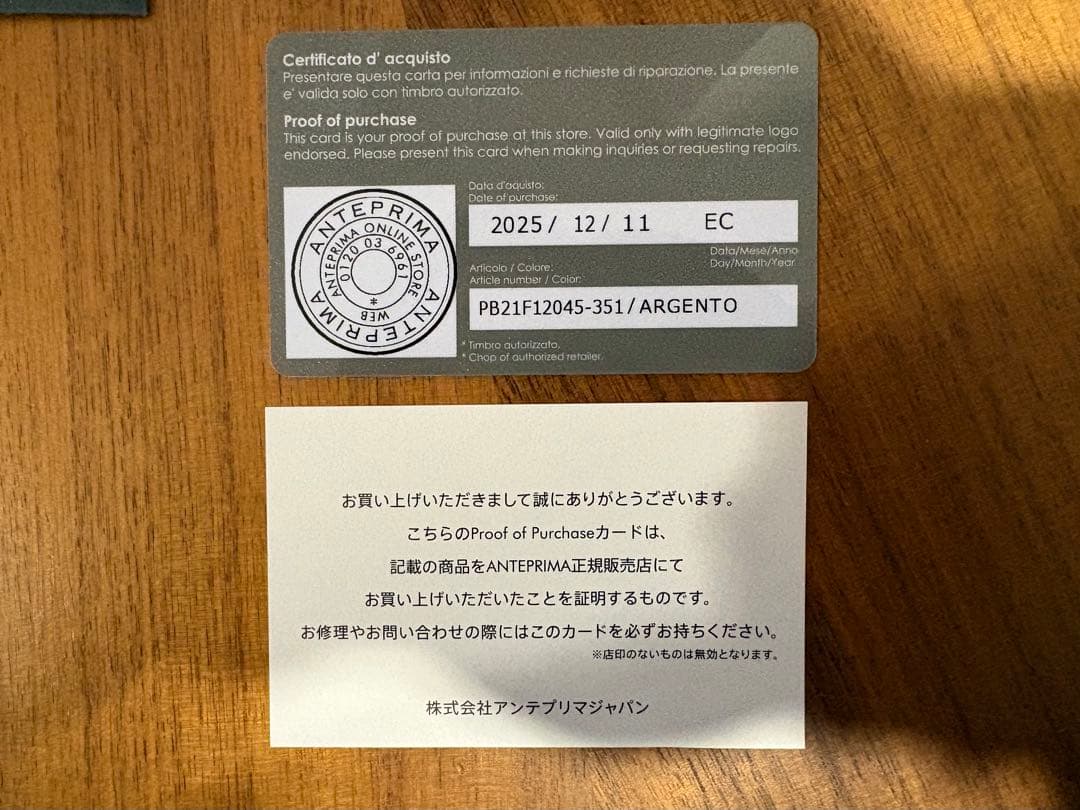 Certificato d' acquisto
Presentare questa carta per informazioni e richieste di riparazione. La presente
e' valida solo con timbro autorizzato.
Proof of purchase
This card is your proof of purchase at this store. Valid only with legitimate logo
endorsed. Please present this card when making inquiries or requesting repairs.
ANTEPRIMA ANTEPRIMA
ANTEPRIMA ONLINE STORE
0120 03 6961
*
WEB
Data d'aquisto:
Date of purchase:
2025/ 12/ 11 EC
Data/Mese/Anno
Day/Month/Year
Articolo / Colore:
Article number / Color:
PB21F12045-351/ARGENTO
* Timbro autorizzato.
* Chop of authorized retailer.
お買い上げいただきまして誠にありがとうございます。
こちらのProof of Purchaseカードは、
記載の商品をANTEPRIMA正規販売店にて
お買い上げいただいたことを証明するものです。
お修理やお問い合わせの際にはこのカードを必ずお持ちください。
※店印のないものは無効となります。
株式会社アンテプリマジャパン